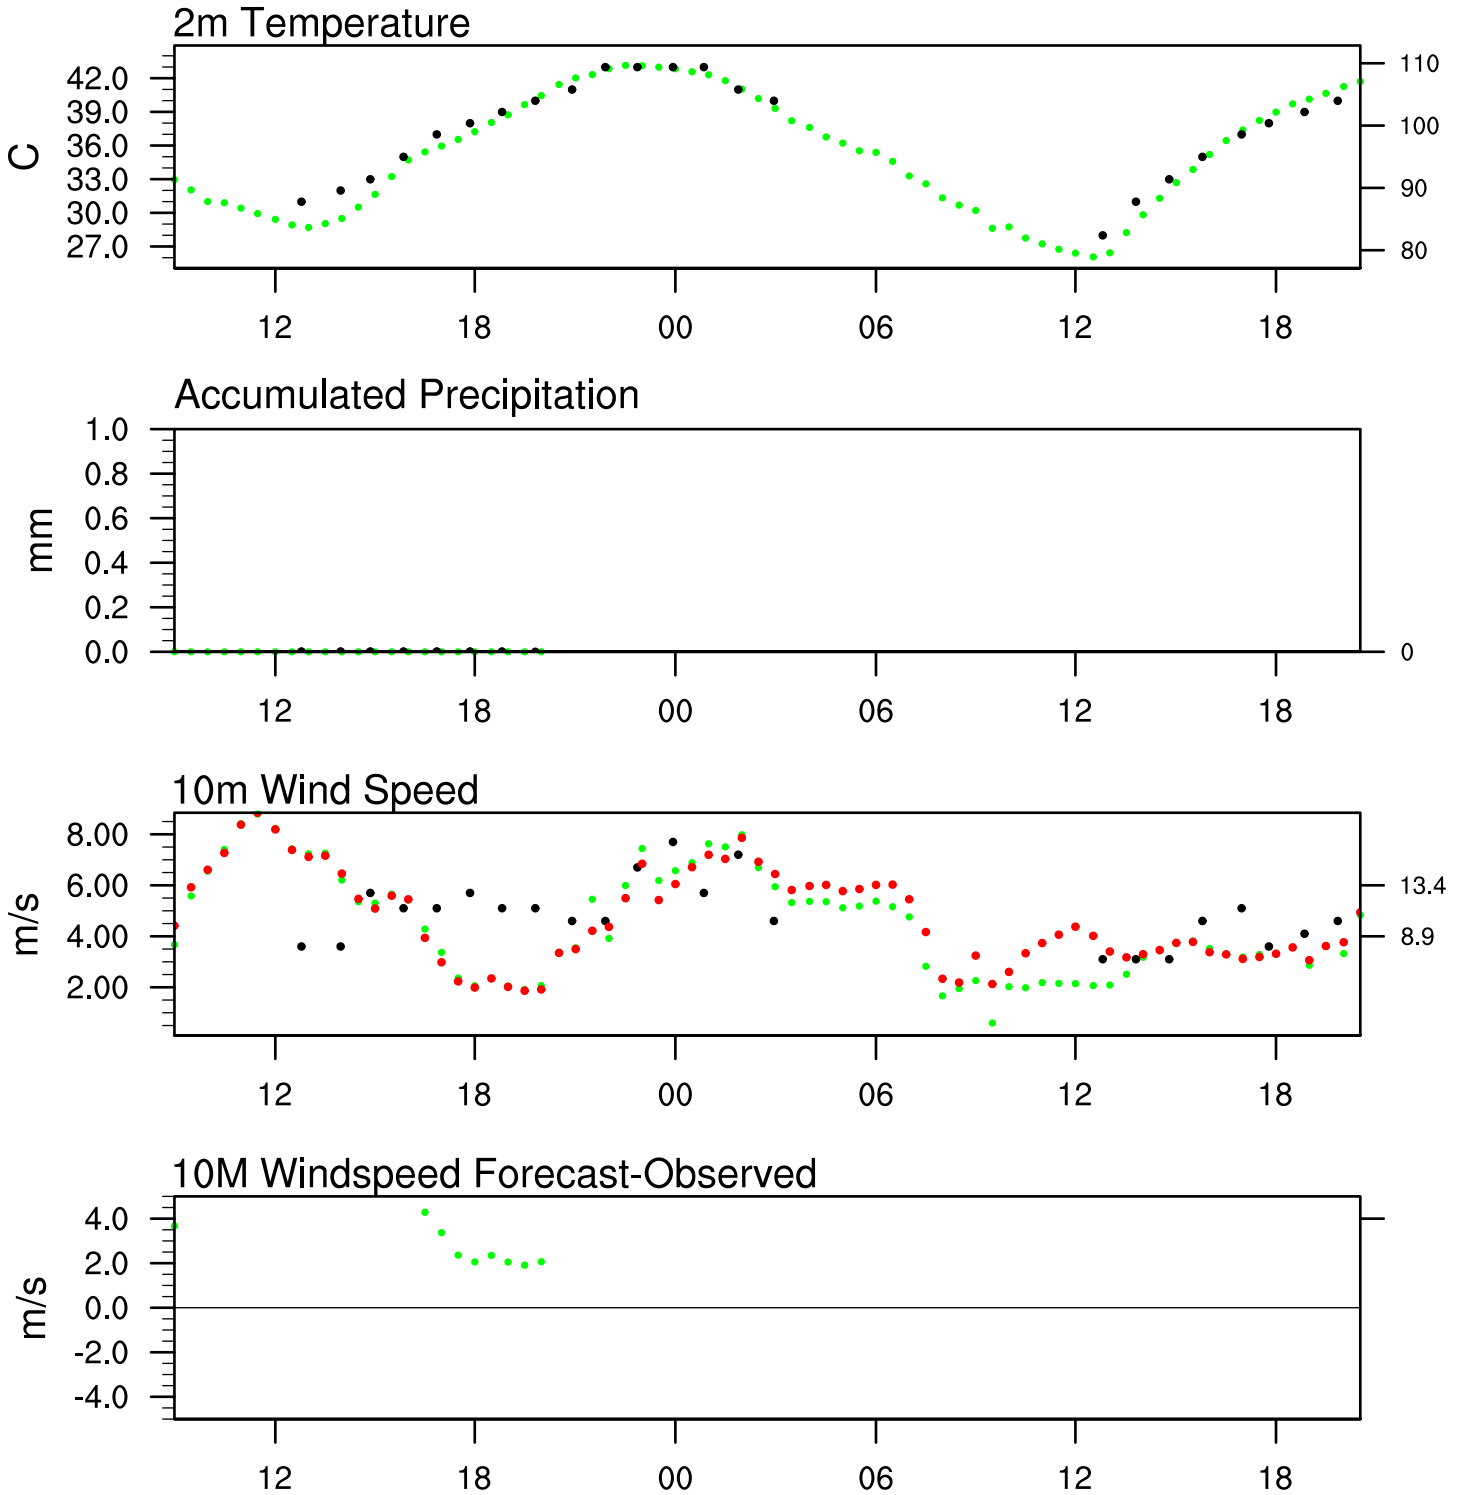 2m Temperature
42.0
39.0
36.0
33.0
30.0
27.0
C
110
100
90
80
12 18 00 06 12 18
Accumulated Precipitation
1.0
0.8
0.6
0.4
0.2
0.0
mm
0
12 18 00 06 12 18
10m Wind Speed
8.00
6.00
4.00
2.00
m/s
13.4
8.9
12 18 00 06 12 18
10M Windspeed Forecast-Observed
4.0
2.0
0.0
-2.0
-4.0
m/s
12 18 00 06 12 18